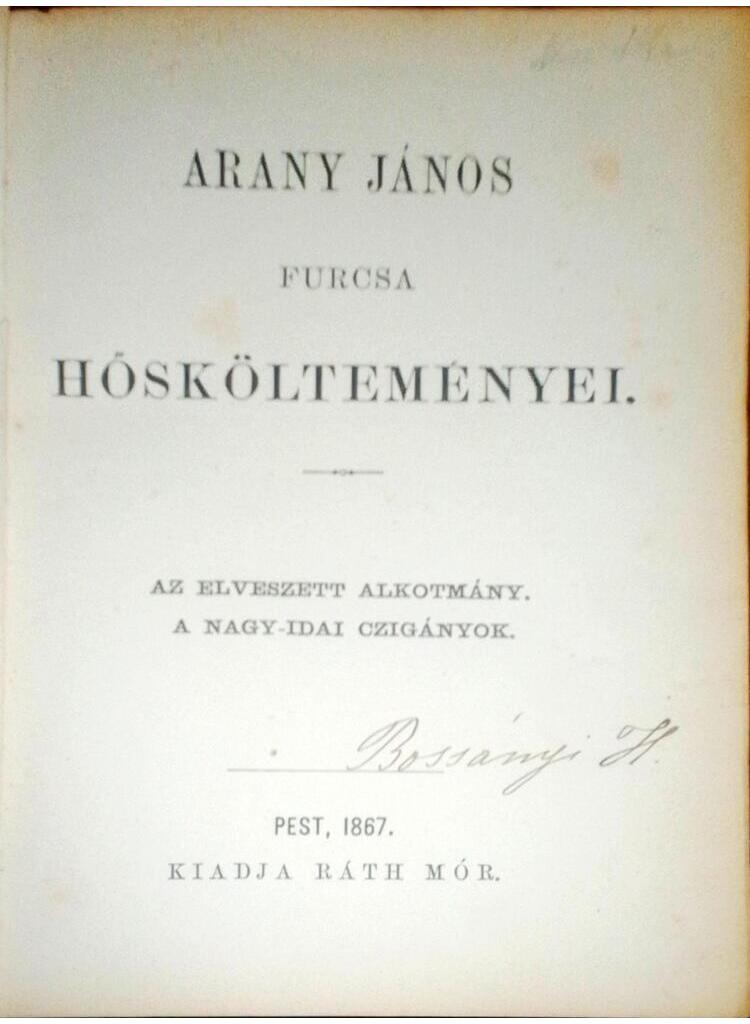 ARANY JÁNOS
FURCSA
HŐSKÖLTEMÉNYEI.
AZ ELVESZETT ALKOTMÁNY.
A NAGY-IDAI CZIGÁNYOK.
Bossányi H.
PEST, 1867.
KIADJA RÁTH MÓR.